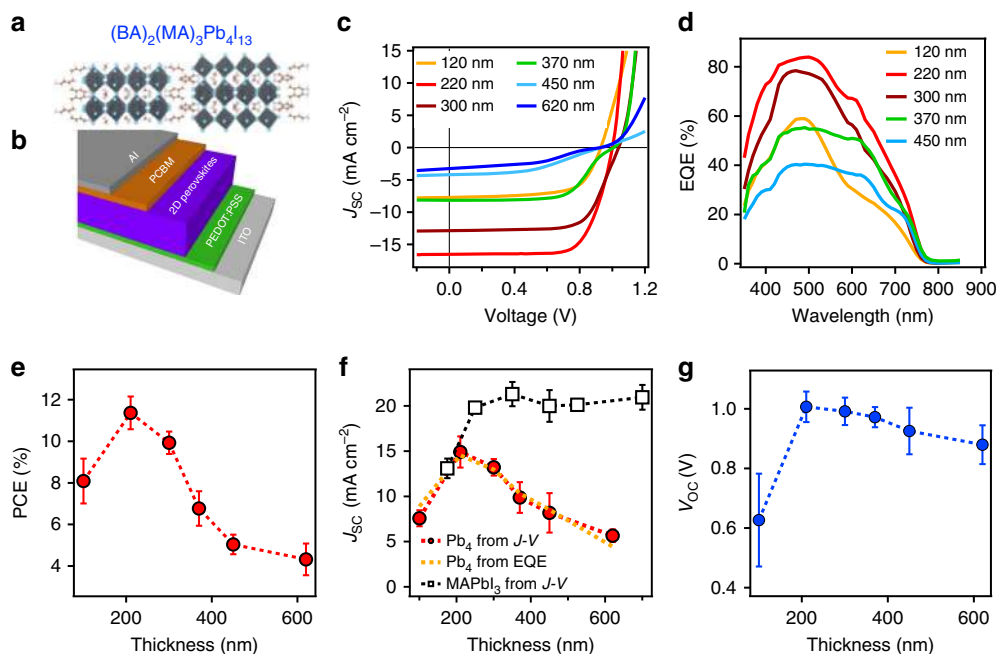 a
(BA)2(MA)3Pb4I13
b
Al
PCBM
2D perovskites
PEDOT:PSS
ITO
c
15
10
5
0
−5
−10
−15
JSC (mA cm−2)
120 nm
220 nm
300 nm
370 nm
450 nm
620 nm
0.0
0.4
0.8
1.2
Voltage (V)
d
80
60
40
20
0
EQE (%)
120 nm
220 nm
300 nm
370 nm
450 nm
400 500 600 700 800 900
Wavelength (nm)
e
12
10
8
6
4
PCE (%)
200 400 600
Thickness (nm)
f
20
15
10
5
0
JSC (mA cm−2)
Pb4 from J-V
Pb4 from EQE
MAPbI3 from J-V
200 400 600
Thickness (nm)
g
1.0
0.8
0.6
0.4
VOC (V)
200 400 600
Thickness (nm)